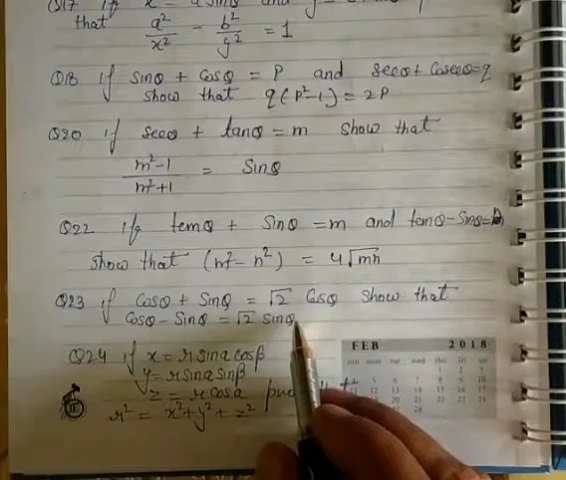 that a²/x² - b²/y² = 1
Q18 if sinθ + cosθ = P and secθ + cosecθ = q
show that q(P²-1) = 2P
Q20 if secθ + tanθ = m show that
m²-1/m²+1 = sinθ
Q22 if tanθ + sinθ = m and tanθ - sinθ = n
show that (m² - n²) = 4√mn
Q23 if cosθ + sinθ = √2 cosθ show that
cosθ - sinθ = √2 sinθ
FEB 2018
Q24 if x = r sinα cosβ
y = r sinα sinβ
z = r cosα
r² = x² + y² + z²